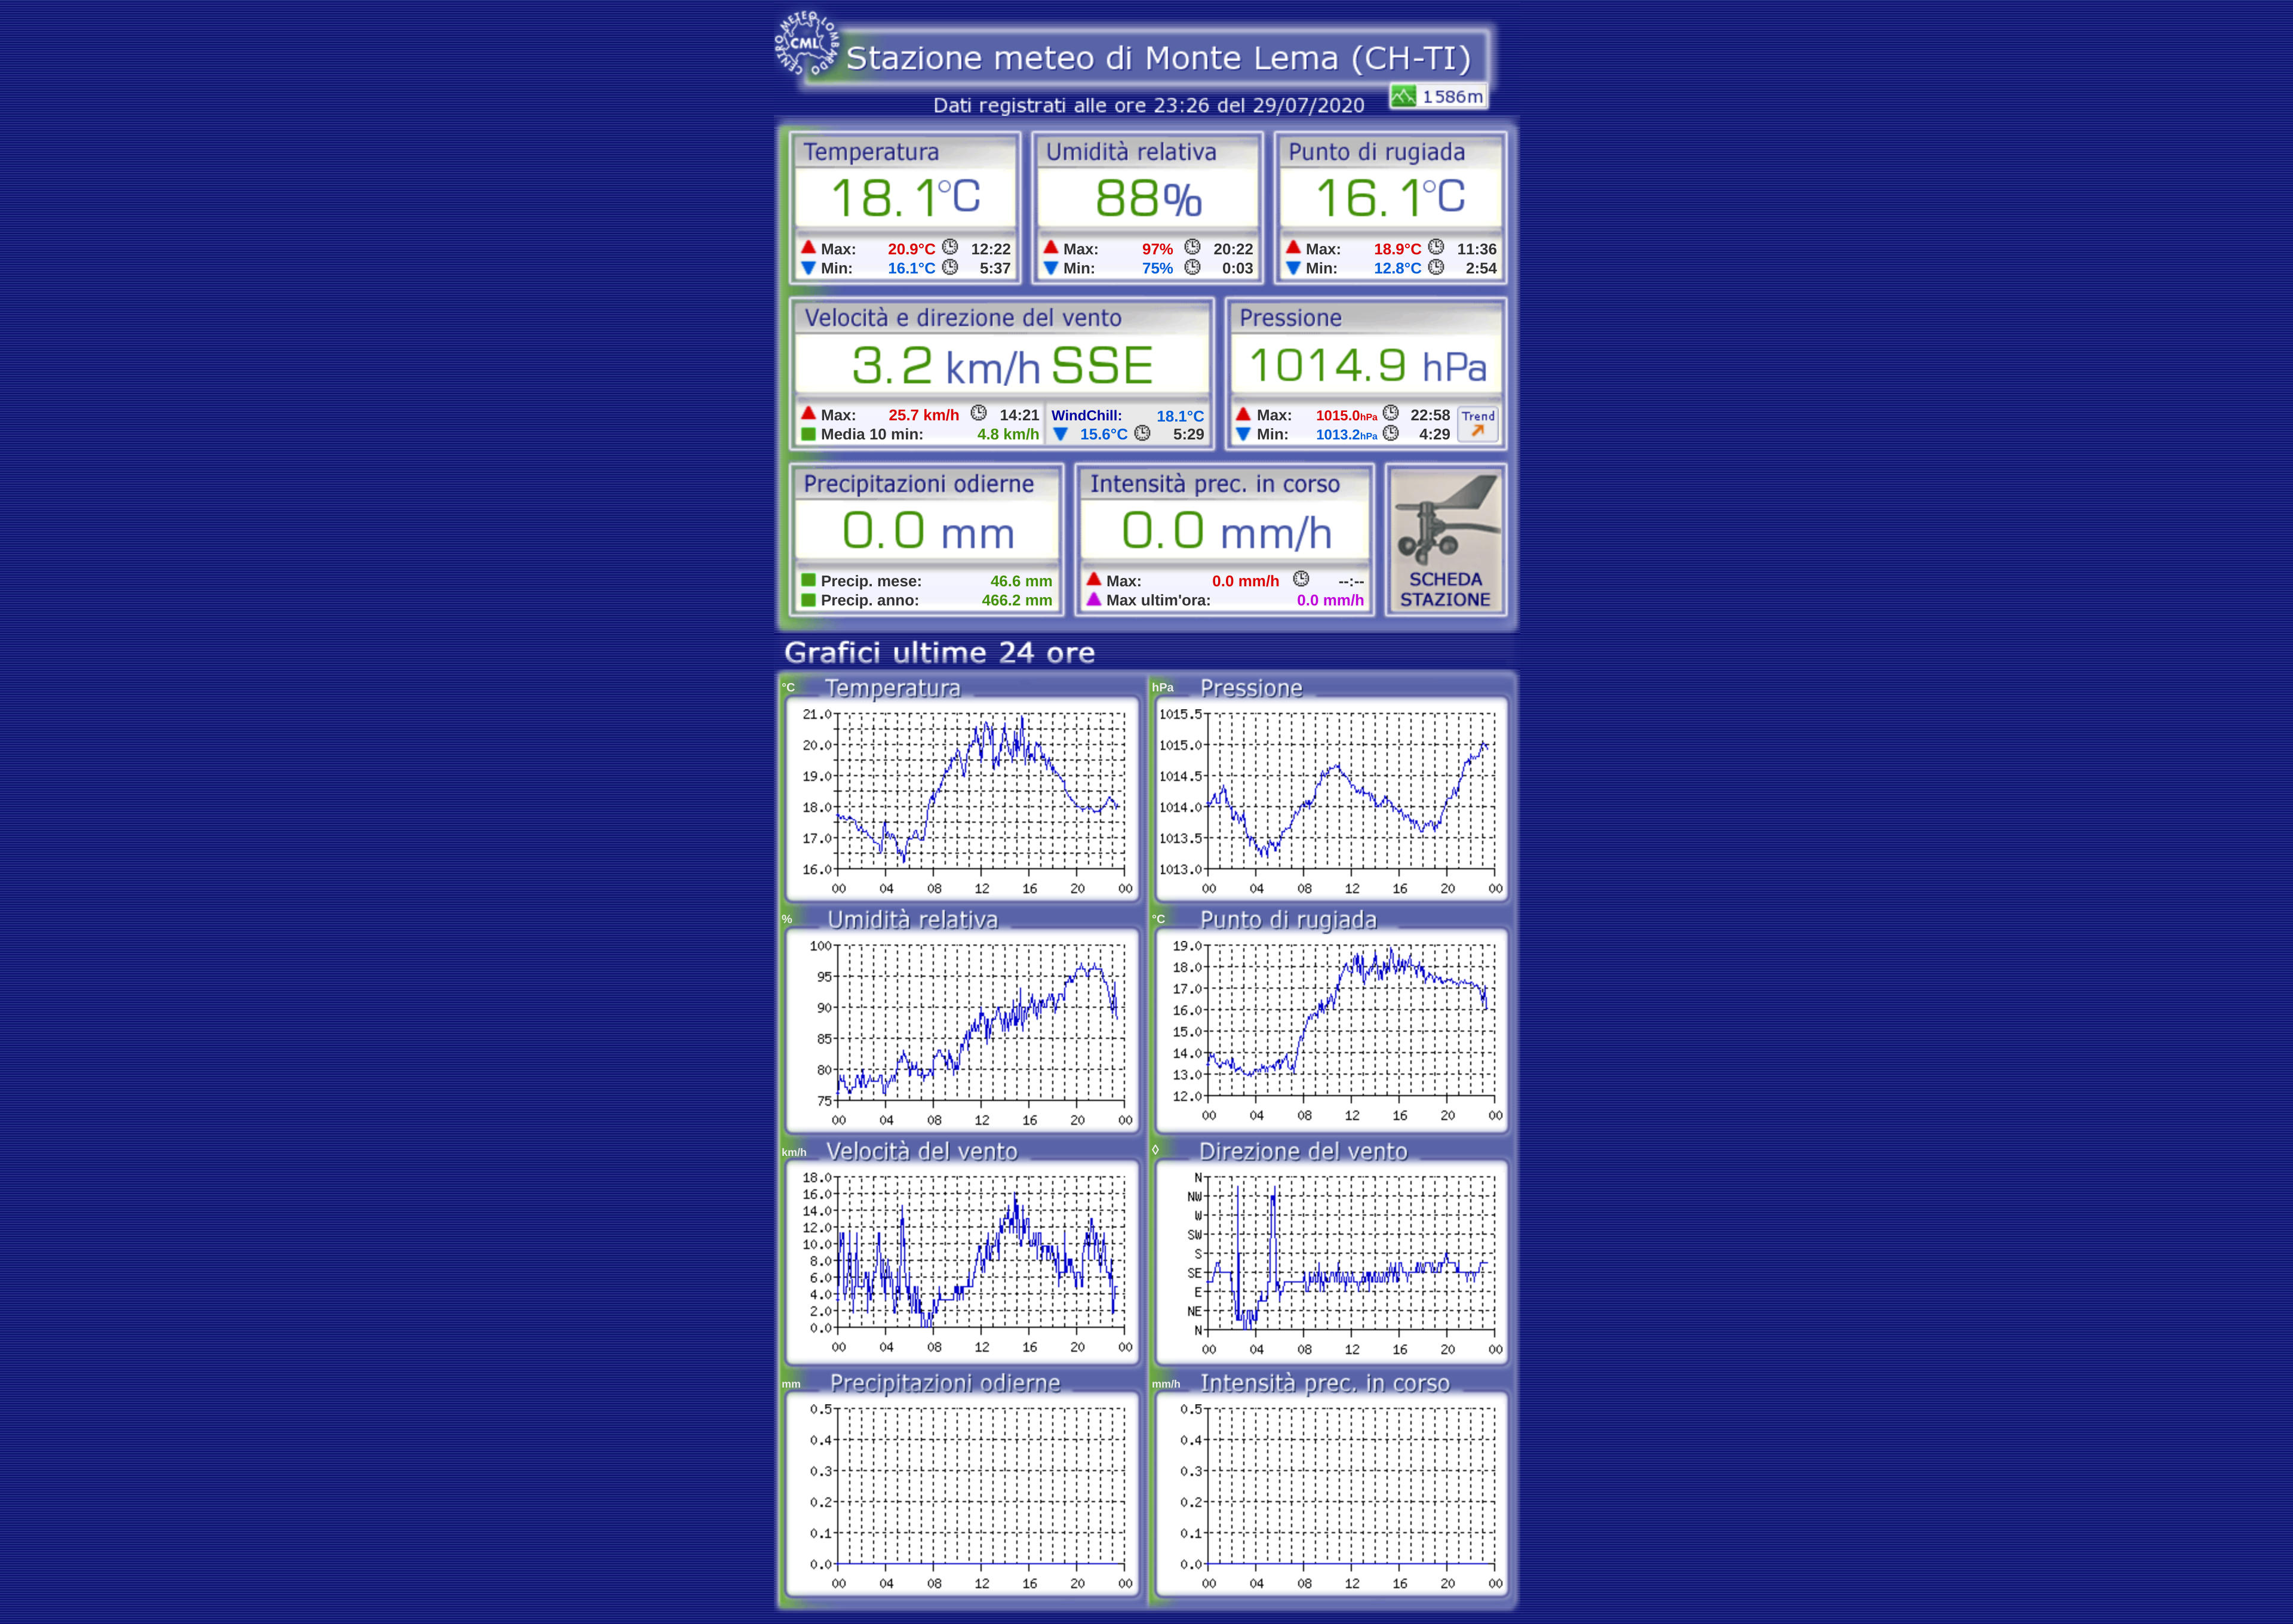 CENTRO METEO LOMBARDO
CML
Stazione meteo di Monte Lema (CH-TI)
1586m
Dati registrati alle ore 23:26 del 29/07/2020
Temperatura Umidità relativa Punto di rugiada
18.1°C 88% 16.1°C
Max: 20.9°C 12:22 Max: 97% 20:22 Max: 18.9°C 11:36
Min: 16.1°C 5:37 Min: 75% 0:03 Min: 12.8°C 2:54
Velocità e direzione del vento Pressione
3.2 km/h SSE 1014.9 hPa
Max: 25.7 km/h 14:21 WindChill: 18.1°C Max: 1015.0hPa 22:58 Trend
Media 10 min: 4.8 km/h 15.6°C 5:29 Min: 1013.2hPa 4:29
Precipitazioni odierne Intensità prec. in corso
0.0 mm 0.0 mm/h
Precip. mese: 46.6 mm Max: 0.0 mm/h --:-- SCHEDA
Precip. anno: 466.2 mm Max ultim'ora: 0.0 mm/h STAZIONE
Grafici ultime 24 ore
°C Temperatura
21.0
20.0
19.0
18.0
17.0
16.0
00 04 08 12 16 20 00
hPa Pressione
1015.5
1015.0
1014.5
1014.0
1013.5
1013.0
00 04 08 12 16 20 00
% Umidità relativa
100
95
90
85
80
75
00 04 08 12 16 20 00
°C Punto di rugiada
19.0
18.0
17.0
16.0
15.0
14.0
13.0
12.0
00 04 08 12 16 20 00
km/h Velocità del vento
18.0
16.0
14.0
12.0
10.0
8.0
6.0
4.0
2.0
0.0
00 04 08 12 16 20 00
◊ Direzione del vento
N
NW
W
SW
S
SE
E
NE
N
00 04 08 12 16 20 00
mm Precipitazioni odierne
0.5
0.4
0.3
0.2
0.1
0.0
00 04 08 12 16 20 00
mm/h Intensità prec. in corso
0.5
0.4
0.3
0.2
0.1
0.0
00 04 08 12 16 20 00